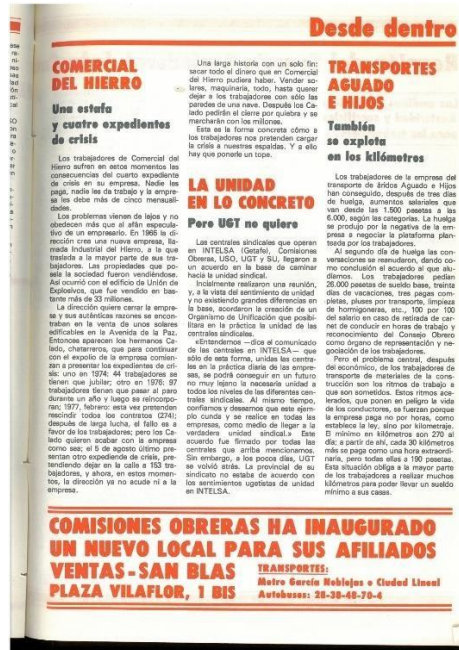 Desde dentro
COMERCIAL
DEL HIERRO
Una estafa
y cuatro expedientes
de crisis
Los trabajadores de Comercial del
Hierro sufren en estos momentos las
consecuencias del cuarto expediente
de crisis en su empresa. Nadie les
paga, nadie les da trabajo y la empre-
sa les debe más de cinco mensuali-
dades.
Los problemas vienen de lejos y no
obedecen más que al afán especula-
tivo de un empresario. En 1965 la di-
rección crea una nueva empresa, lla-
mada Industrial del Hierro, a la que
traslada a la mayor parte de sus tra-
bajadores. Las propiedades que po-
seía la sociedad fueron vendiéndose.
Así ocurrió con el edificio de Unión de
Explosivos, que fue vendido en bas-
tante más de 33 millones.
La dirección quiere cerrar la empre-
sa y sus auténticas razones se encon-
traban en la venta de unos solares
edificables en la Avenida de la Paz.
Entonces aparecen los hermanos Ca-
lado, chatarreros, que para continuar
con el expolio de la empresa comien-
zan a presentar los expedientes de cri-
sis: uno en 1974: 44 trabajadores se
tienen que jubilar; otro en 1976: 97
trabajadores tienen que pasar al paro
durante un año y luego se reincorpo-
ran; 1977, febrero: esta vez pretenden
rescindir todos los contratos (274);
después de larga lucha, el fallo es a
favor de los trabajadores; pero los Ca-
lado quieren acabar con la empresa
como sea; el 5 de agosto último pre-
sentan otro expediente de crisis, pre-
tendiendo dejar en la calle a 153 tra-
bajadores, y ahora, en estos momen-
tos, la dirección ya no acude ni a la
empresa.
Una larga historia con un solo fin:
sacar todo el dinero que en Comercial
del Hierro pudiera haber. Vender so-
lares, maquinaria, todo, hasta querer
dejar a los trabajadores con sólo las
paredes de una nave. Después los Ca-
lado pedirán el cierre por quiebra y se
marcharán con los millones.
Esta es la forma concreta cómo a
los trabajadores nos pretenden cargar
la crisis a nuestras espaldas. Y a ello
hay que ponerle un tope.
LA UNIDAD
EN LO CONCRETO
Pero UGT no quiere
Las centrales sindicales que operan
en INTELSA (Getafe), Comisiones
Obreras, USO, UGT y SU, llegaron a
un acuerdo en la base de caminar
hacia la unidad sindical.
Inicialmente realizaron una reunión,
y, a la vista del sentimiento de unidad
y no existiendo grandes diferencias en
la base, acordaron la creación de un
Organismo de Unificación que posibi-
litara en la práctica la unidad de las
centrales sindicales.
«Entendemos —dice el comunicado
de las centrales en INTELSA— que
sólo de esta forma, unidas las centra-
les en la práctica diaria de las empre-
sas, se podrá conseguir en un futuro
no muy lejano la necesaria unidad a
todos los niveles de las diferentes cen-
trales sindicales. Al mismo tiempo,
confiamos y deseamos que este ejem-
plo cunda y se realice en todas las
empresas, como medio de llegar a la
verdadera unidad sindical.» Este
acuerdo fue firmado por todas las
centrales que arriba mencionamos.
Sin embargo, a los pocos días, UGT
se volvió atrás. La provincial de su
sindicato no estaba de acuerdo con
los sentimientos ugetistas de unidad
en INTELSA.
TRANSPORTES
AGUADO
E HIJOS
También
se explota
en los kilómetros
Los trabajadores de la empresa del
transporte de áridos Aguado e Hijos
han conseguido, después de tres días
de huelga, aumentos salariales que
van desde las 1.500 pesetas a las
6.000, según categorías. La huelga
se produjo por la negativa de la em-
presa a negociar la plataforma plan-
teada por los trabajadores.
Al segundo día de huelga las con-
versaciones se reanudaron, dando co-
mo conclusión al acuerdo al que alu-
díamos. Los trabajadores pedían
26.000 pesetas de sueldo base, treinta
días de vacaciones, tres pagas com-
pletas, pluses por transporte, limpieza
de hormigoneras, etc., 100 por 100
del salario en caso de retirada de car-
net de conducir en horas de trabajo y
reconocimiento del Consejo Obrero
como órgano de representación y ne-
gociación de los trabajadores.
Pero el problema central, después
del económico, de los trabajadores de
transporte de materiales de la cons-
trucción son los ritmos de trabajo a
que son sometidos. Estos ritmos ace-
lerados, que ponen en peligro la vida
de los conductores, se fuerzan porque
la empresa paga no por horas, como
establece la ley, sino por kilometraje.
El mínimo en kilómetros son 270 al
día; a partir de ahí, cada 30 kilómetros
más se paga como una hora extraordi-
naria, pero todas ellas a 190 pesetas.
Esta situación obliga a la mayor parte
de los trabajadores a realizar muchos
kilómetros para poder llevar un sueldo
mínimo a sus casas.
COMISIONES OBRERAS HA INAUGURADO
UN NUEVO LOCAL PARA SUS AFILIADOS
VENTAS-SAN BLAS
PLAZA VILAFLOR, 1 BIS
TRANSPORTES:
Metro García Noblejas o Ciudad Lineal
Autobuses: 28-38-48-70-4